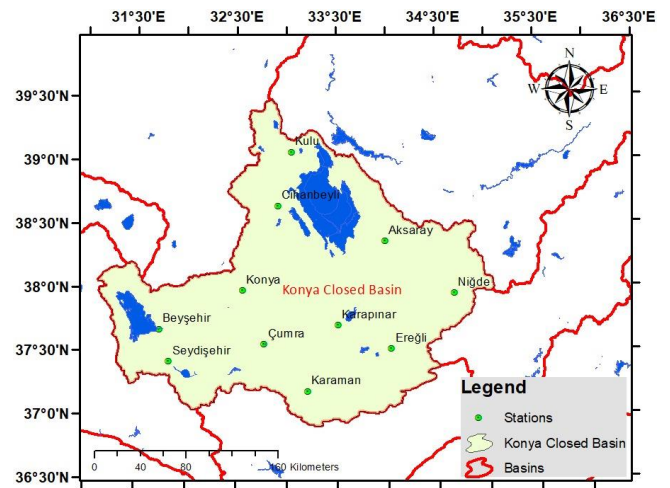 31°30'E 32°30'E 33°30'E 34°30'E 35°30'E 36°30'E
N
W E
S
39°30'N
39°0'N
38°30'N
38°0'N
37°30'N
37°0'N
36°30'N
Kulu
Cihanbeyli
Aksaray
Konya
Konya Closed Basin
Niğde
Karapınar
Beyşehir
Çumra
Ereğli
Seydişehir
Karaman
Legend
Stations
Konya Closed Basin
Basins
0 40 80 160 Kilometers